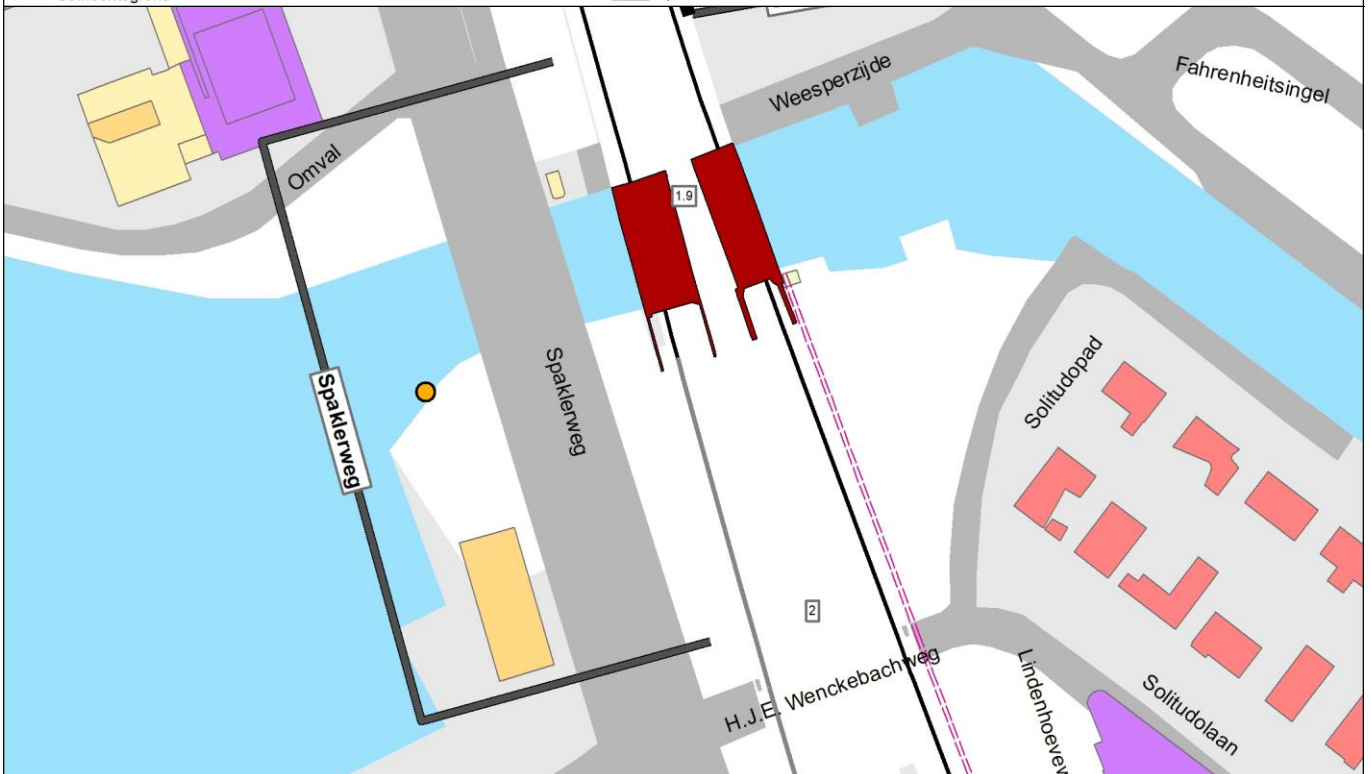 Weesperzijde
Fahrenheitsingel
Omval
1.9
Spaklerweg
Spaklerweg
Solitudopad
2
H.J.E. Wenckebachweg
Lindenhoevew
Solitudolaan